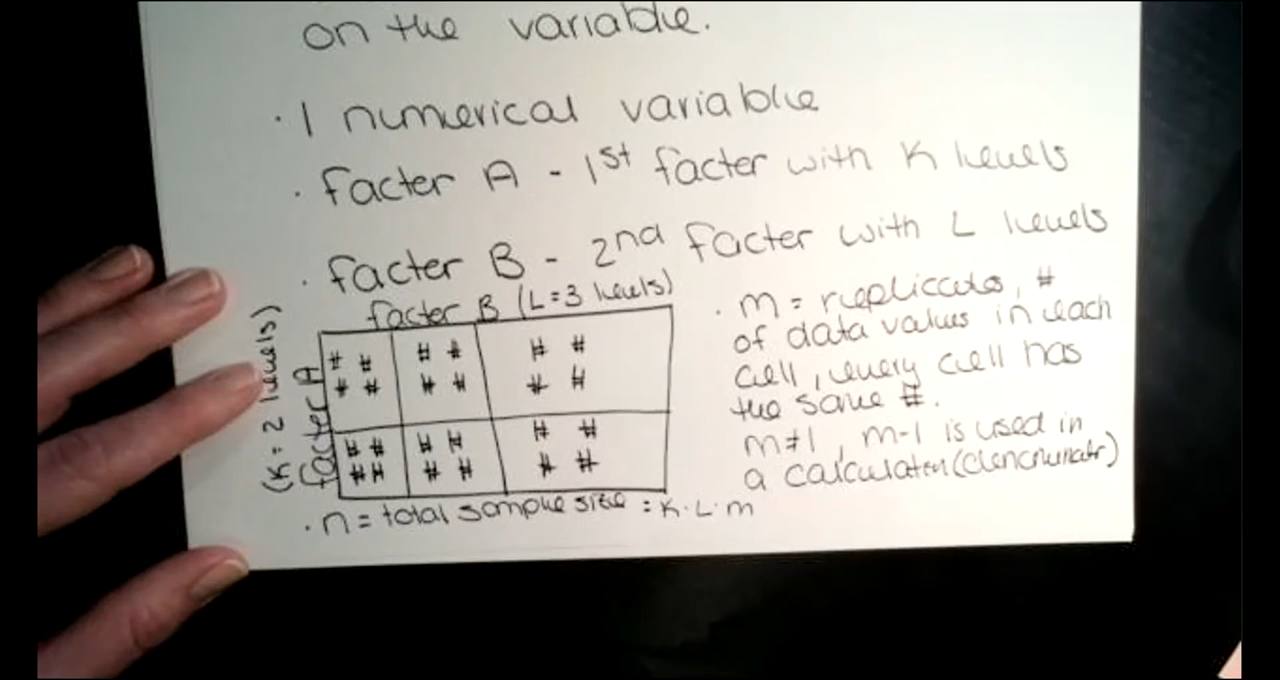 on the variable.
· 1 numerical variable
· facter A - 1st facter with K levels
· facter B - 2nd facter with L levels
facter B (L=3 levels)
(K=2 levels)
facter A
# # # # # #
# # # # # #
# # # # # #
# # # # # #
· m = replicates, #
of data values in each
cell, every cell has
the same #.
m≠1, m-1 is used in
a calculation (denominator)
· n = total sample size = K·L·m